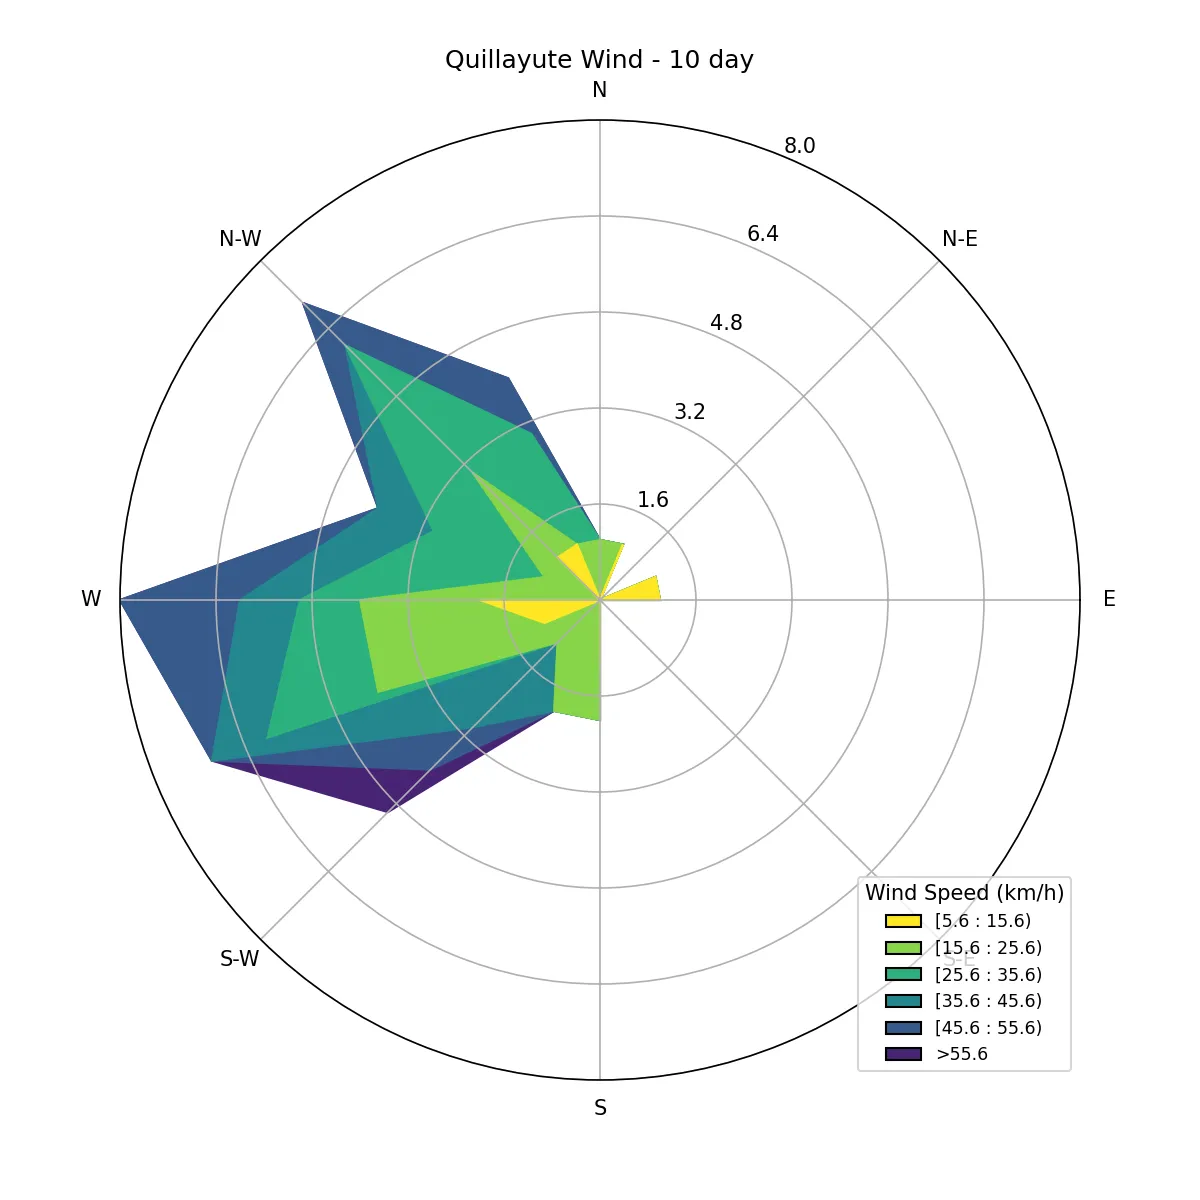 Quillayute Wind - 10 day
N
8.0
N-W
N-E
6.4
4.8
3.2
1.6
W
E
S-W
S-E
Wind Speed (km/h)
[5.6 : 15.6)
[15.6 : 25.6)
[25.6 : 35.6)
[35.6 : 45.6)
[45.6 : 55.6)
>55.6
S